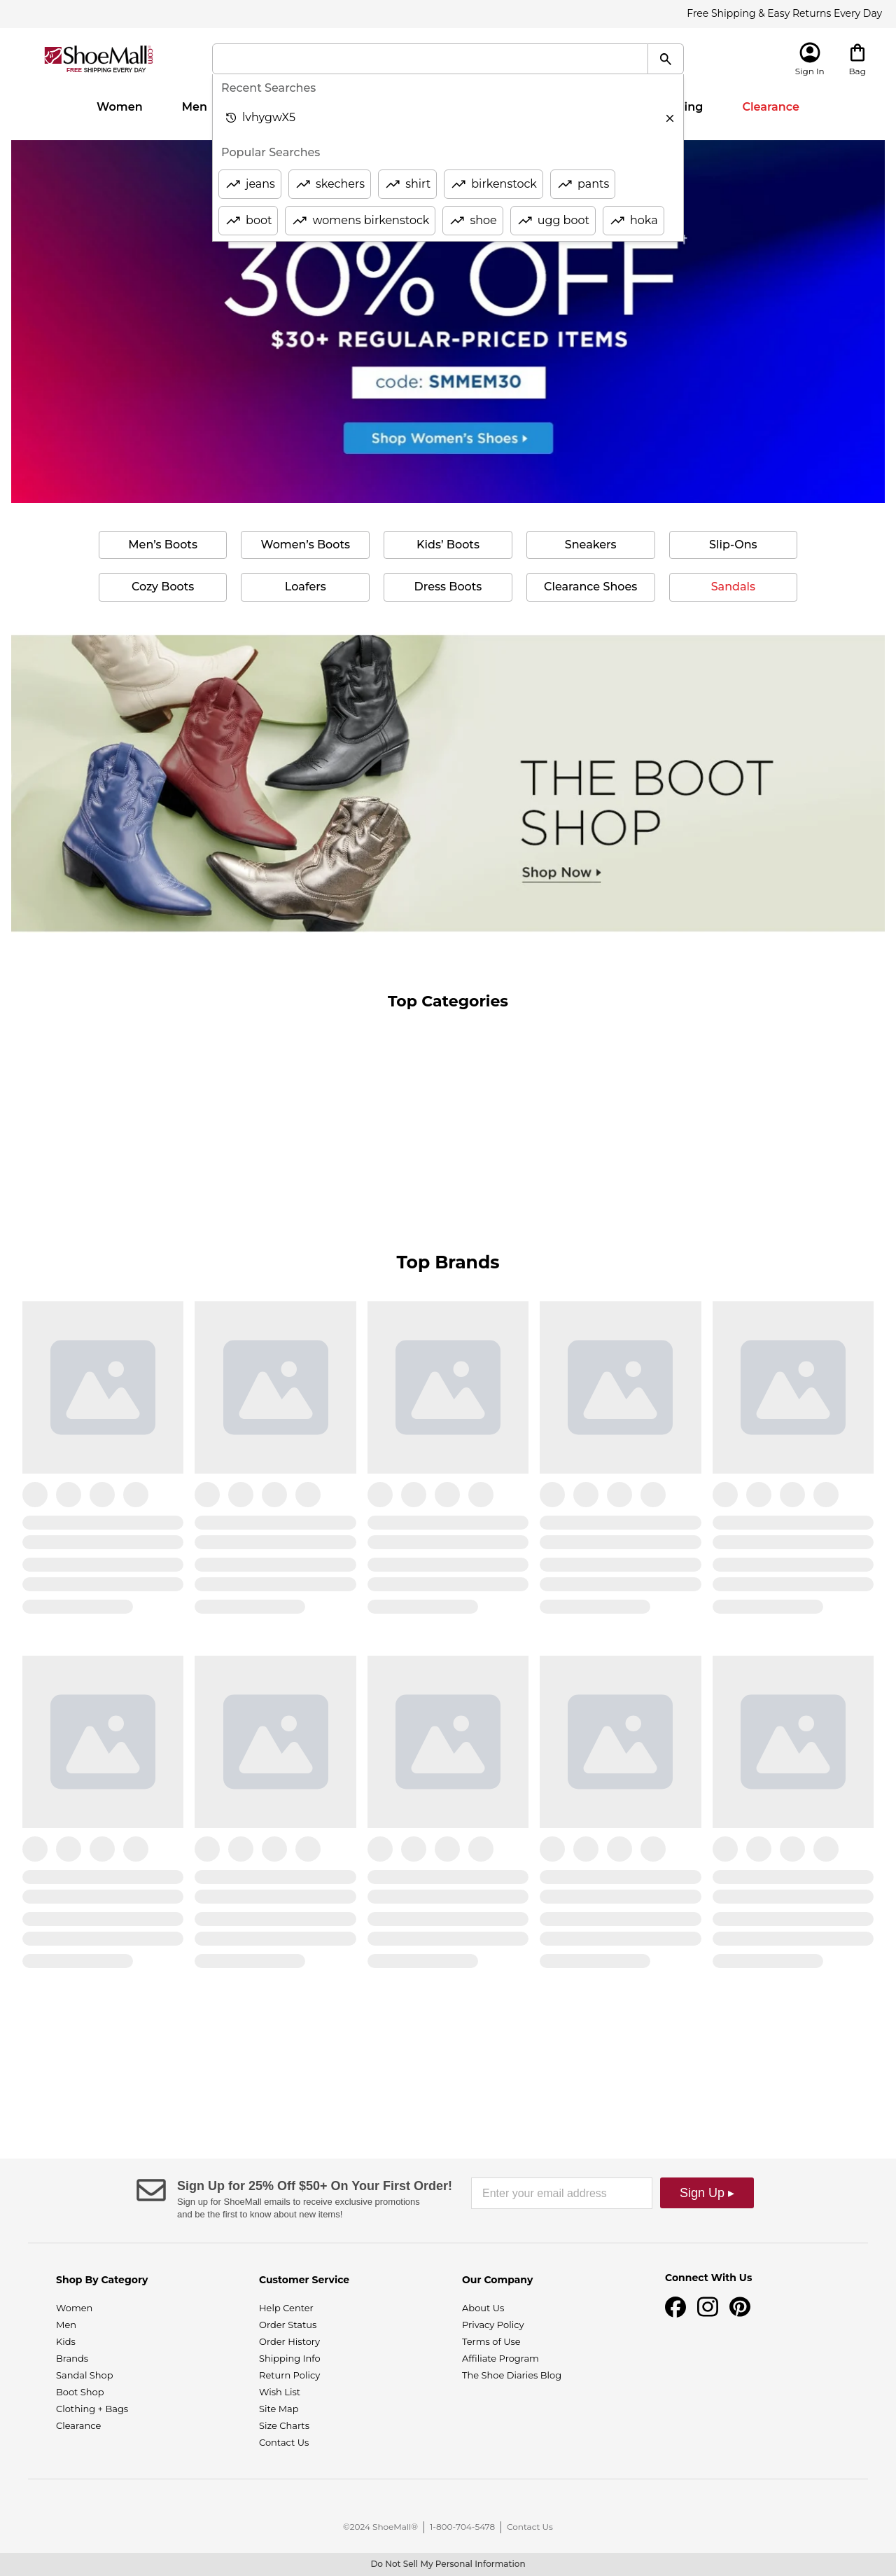 Free Shipping & Easy Returns Every Day
ShoeMall.com
FREE SHIPPING EVERY DAY
Sign In
Bag
Recent Searches
lvhygwX5
Popular Searches
jeans skechers shirt birkenstock pants
boot womens birkenstock shoe ugg boot hoka
Women Men ing Clearance
30% OFF
$30+ REGULAR-PRICED ITEMS
code: SMMEM30
Shop Women's Shoes
Men's Boots Women's Boots Kids' Boots Sneakers Slip-Ons
Cozy Boots Loafers Dress Boots Clearance Shoes Sandals
THE BOOT
SHOP
Shop Now
Top Categories
Top Brands
Sign Up for 25% Off $50+ On Your First Order!
Sign up for ShoeMall emails to receive exclusive promotions
and be the first to know about new items!
Enter your email address
Sign Up ▸
Shop By Category
Women
Men
Kids
Brands
Sandal Shop
Boot Shop
Clothing + Bags
Clearance
Customer Service
Help Center
Order Status
Order History
Shipping Info
Return Policy
Wish List
Site Map
Size Charts
Contact Us
Our Company
About Us
Privacy Policy
Terms of Use
Affiliate Program
The Shoe Diaries Blog
Connect With Us
©2024 ShoeMall® | 1-800-704-5478 | Contact Us
Do Not Sell My Personal Information